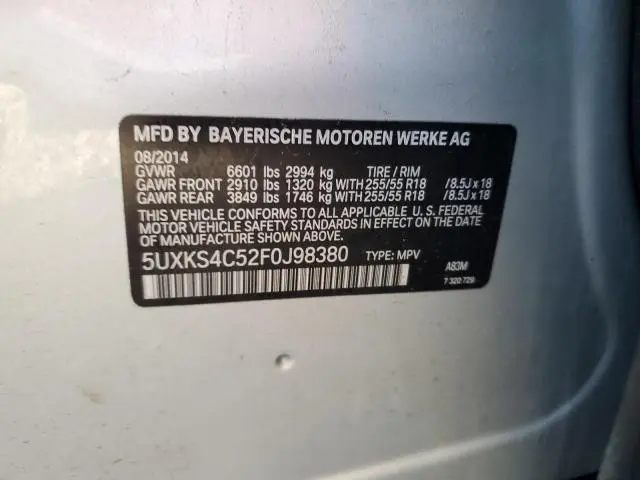 MFD BY BAYERISCHE MOTOREN WERKE AG
08/2014
GVWR 6601 lbs 2994 kg TIRE / RIM
GAWR FRONT 2910 lbs 1320 kg WITH 255/55 R18 /8.5J x 18
GAWR REAR 3849 lbs 1746 kg WITH 255/55 R18 /8.5J x 18
THIS VEHICLE CONFORMS TO ALL APPLICABLE U. S. FEDERAL
MOTOR VEHICLE SAFETY STANDARDS IN EFFECT ON THE DATE
OF MANUFACTURE SHOWN ABOVE.
5UXKS4C52F0J98380 TYPE: MPV A83M
7 320 729